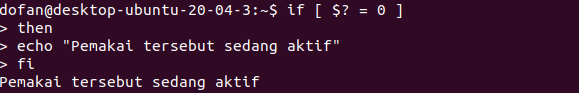 dofan@desktop-ubuntu-20-04-3:~$ if [ $? = 0 ]
> then
> echo "Pemakai tersebut sedang aktif"
> fi
Pemakai tersebut sedang aktif